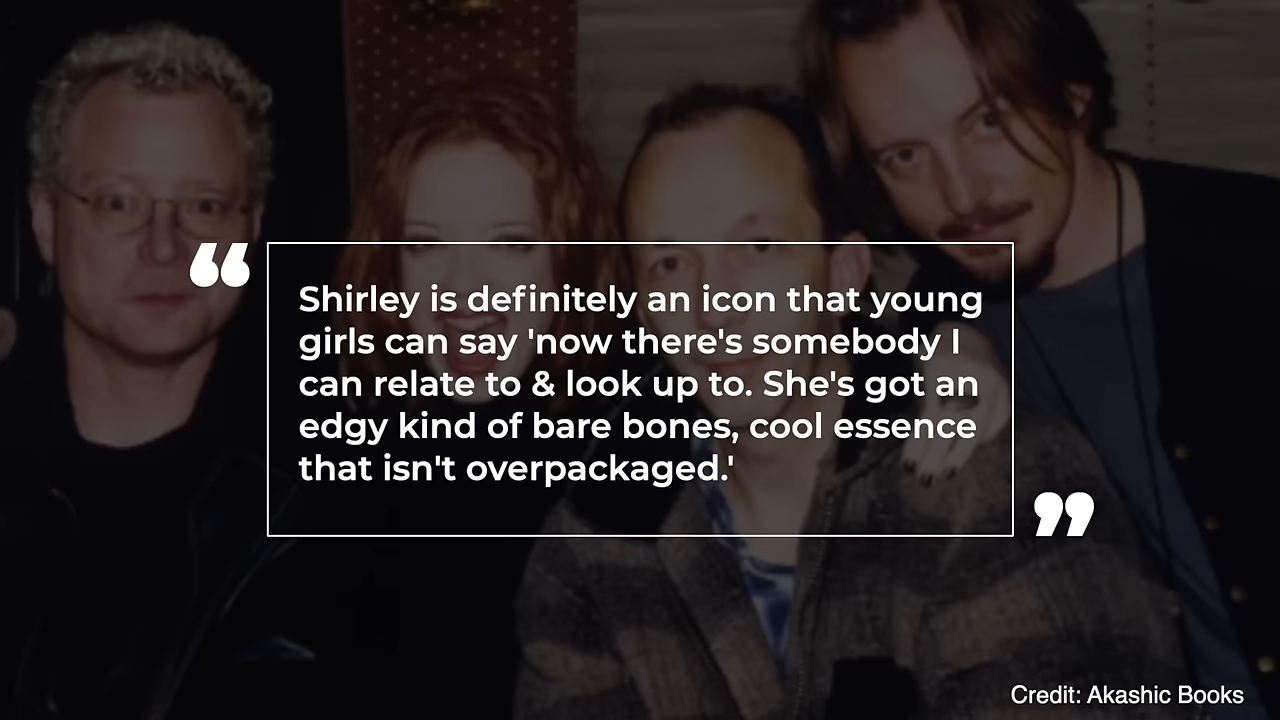 “
Shirley is definitely an icon that young
girls can say 'now there's somebody I
can relate to & look up to. She's got an
edgy kind of bare bones, cool essence
that isn't overpackaged.'
”
Credit: Akashic Books